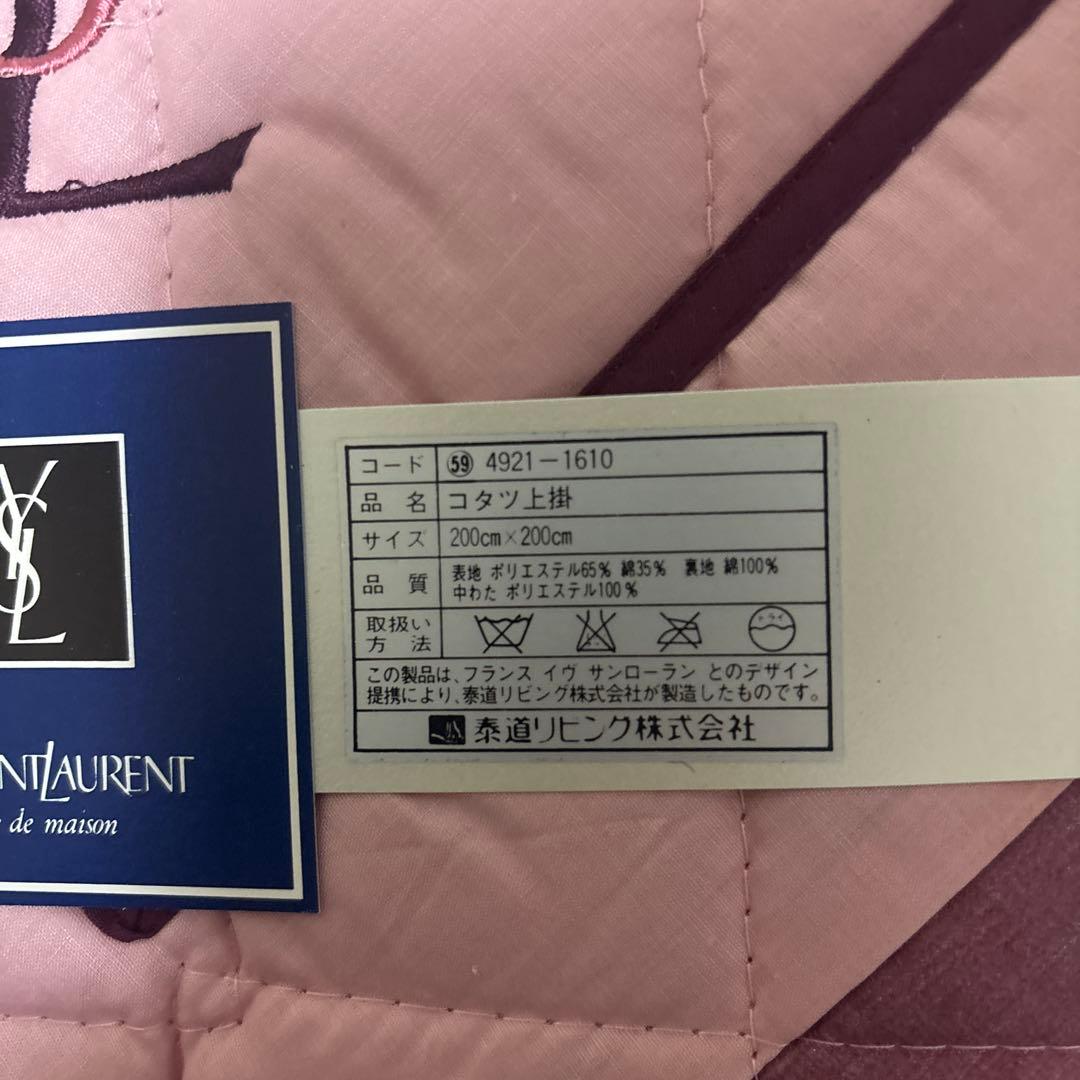 YSL
NTLAURENT
de maison
コード ㊾ 4921-1610
品名 コタツ上掛
サイズ 200cm×200cm
品質 表地 ポリエステル65% 綿35% 裏地 綿100%
中わた ポリエステル100%
取扱い
方法
ドライ
この製品は、フランス イヴ サンローラン とのデザイン
提携により、泰道リビング株式会社が製造したものです。
泰道リビング株式会社